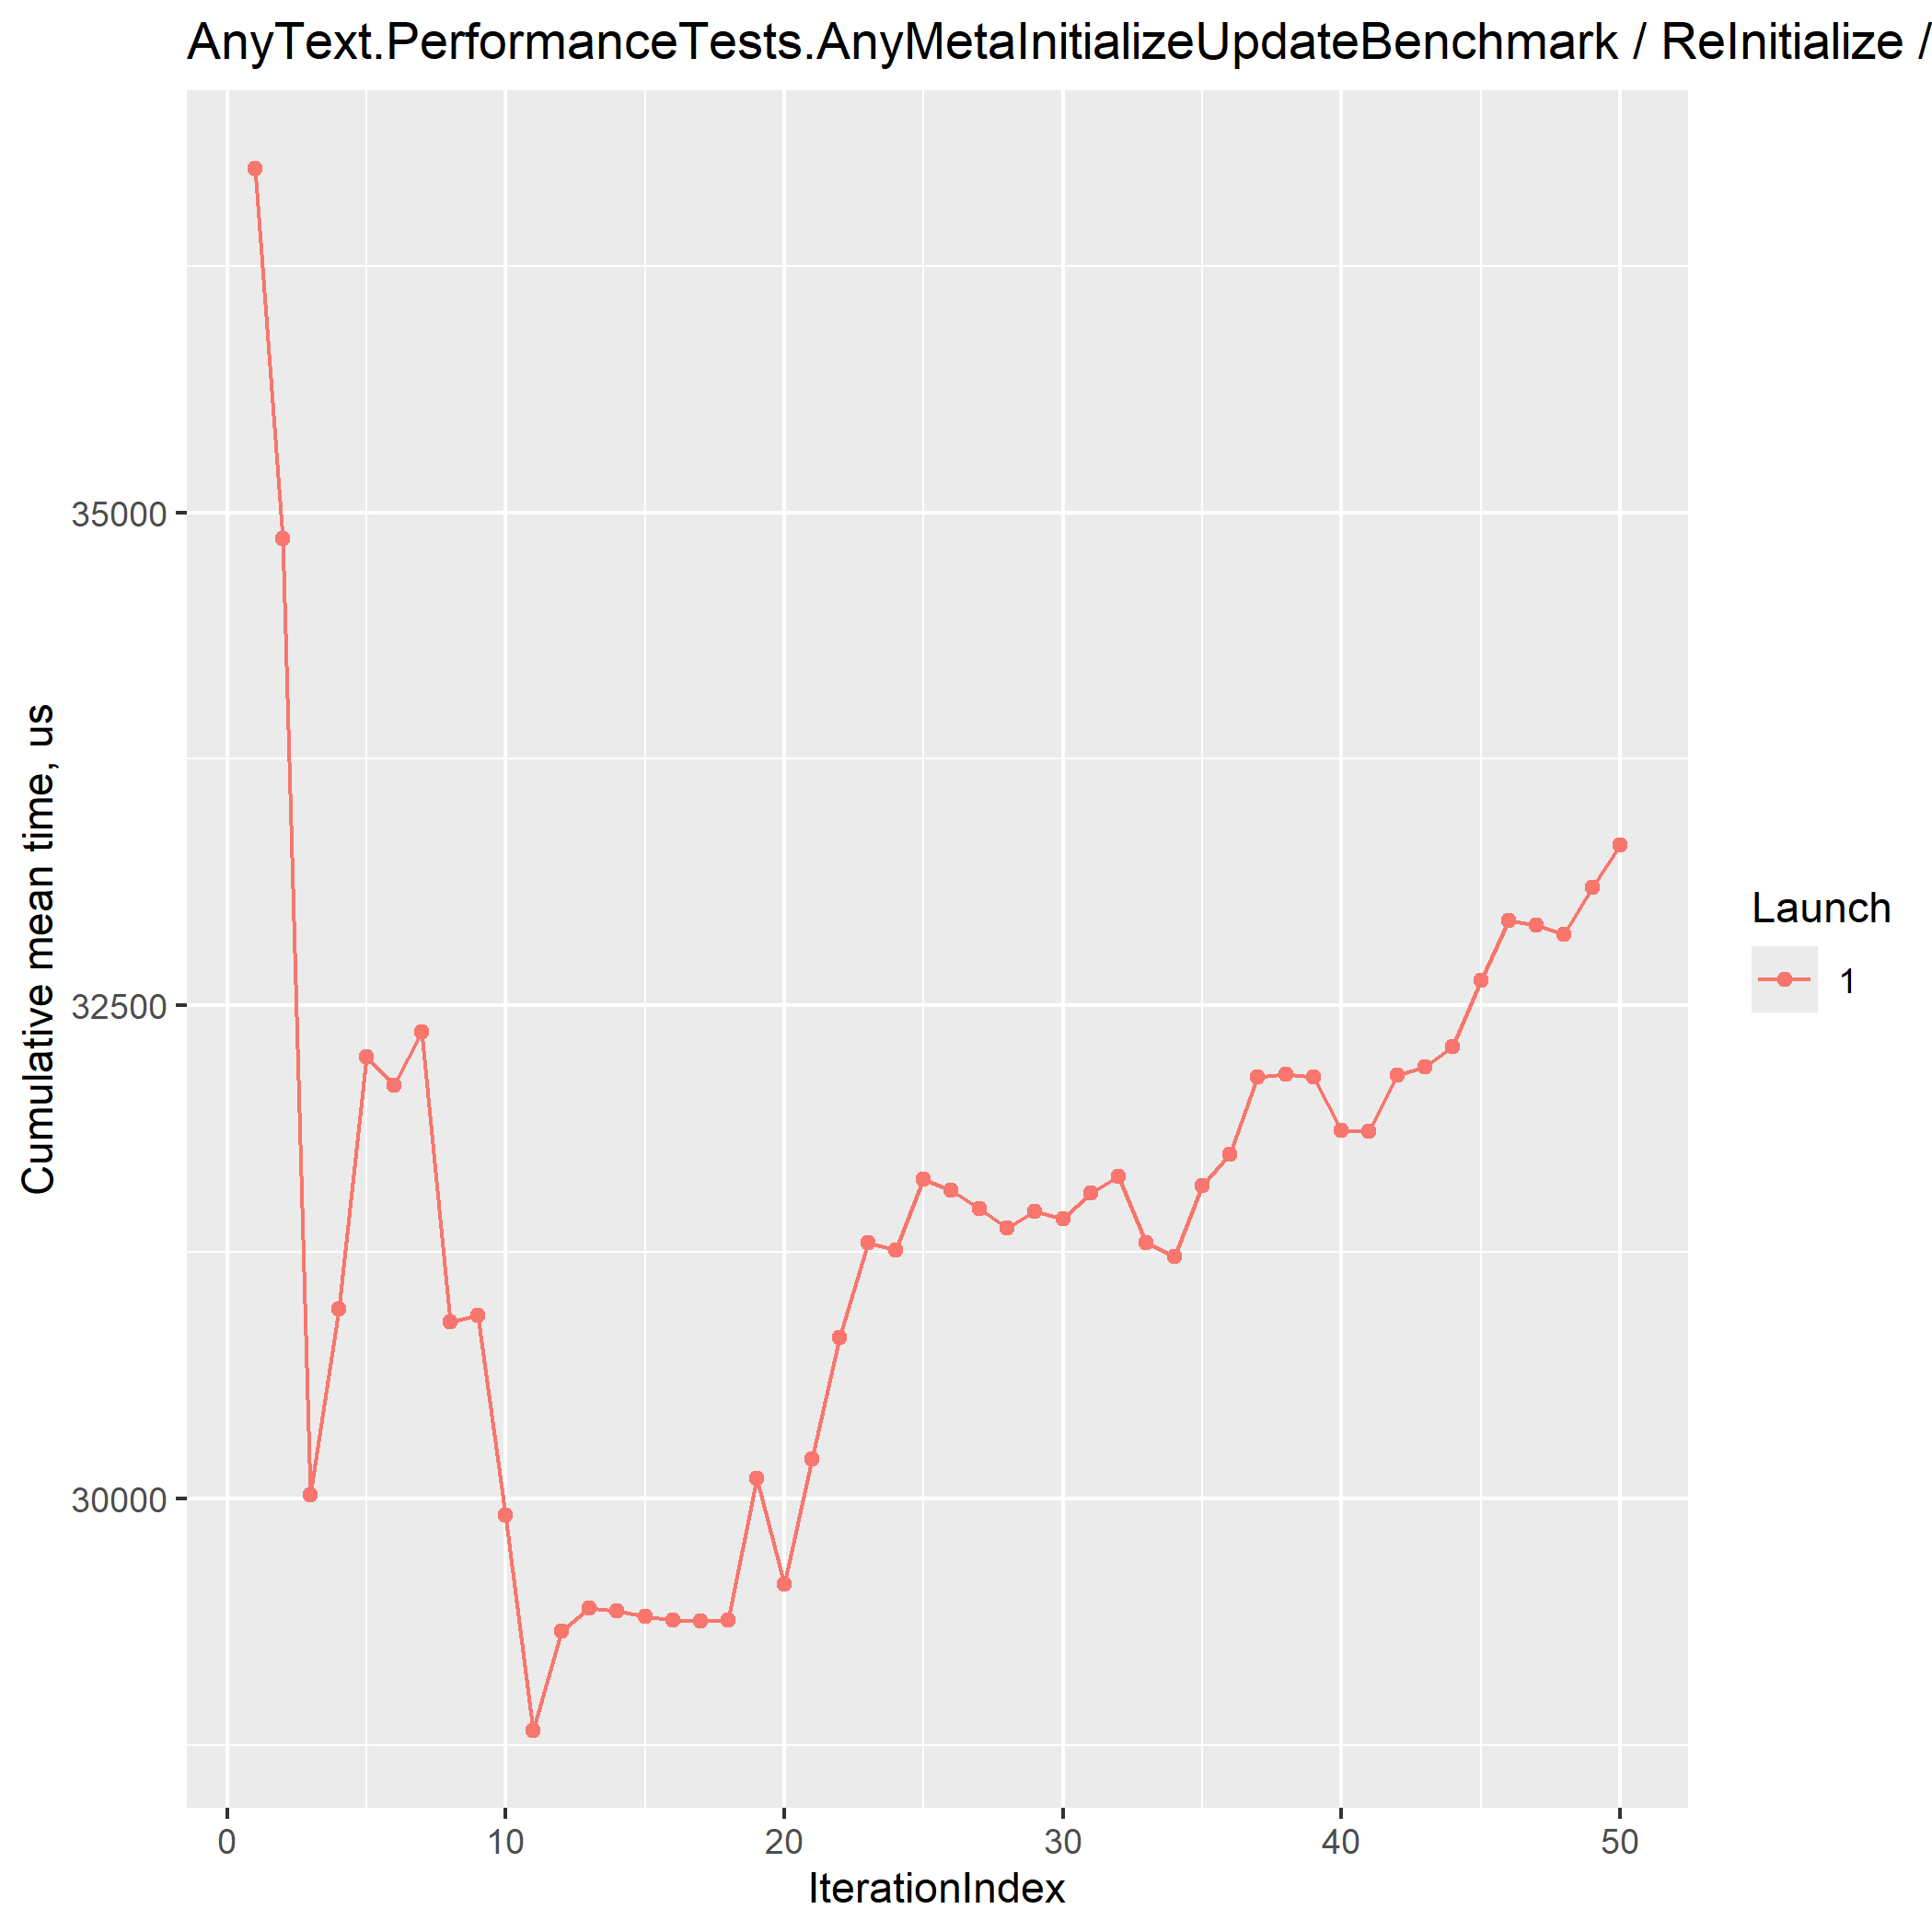 AnyText.PerformanceTests.AnyMetaInitializeUpdateBenchmark / ReInitialize /
Cumulative mean time, us
35000
32500
30000
0 10 20 30 40 50
IterationIndex
Launch
1